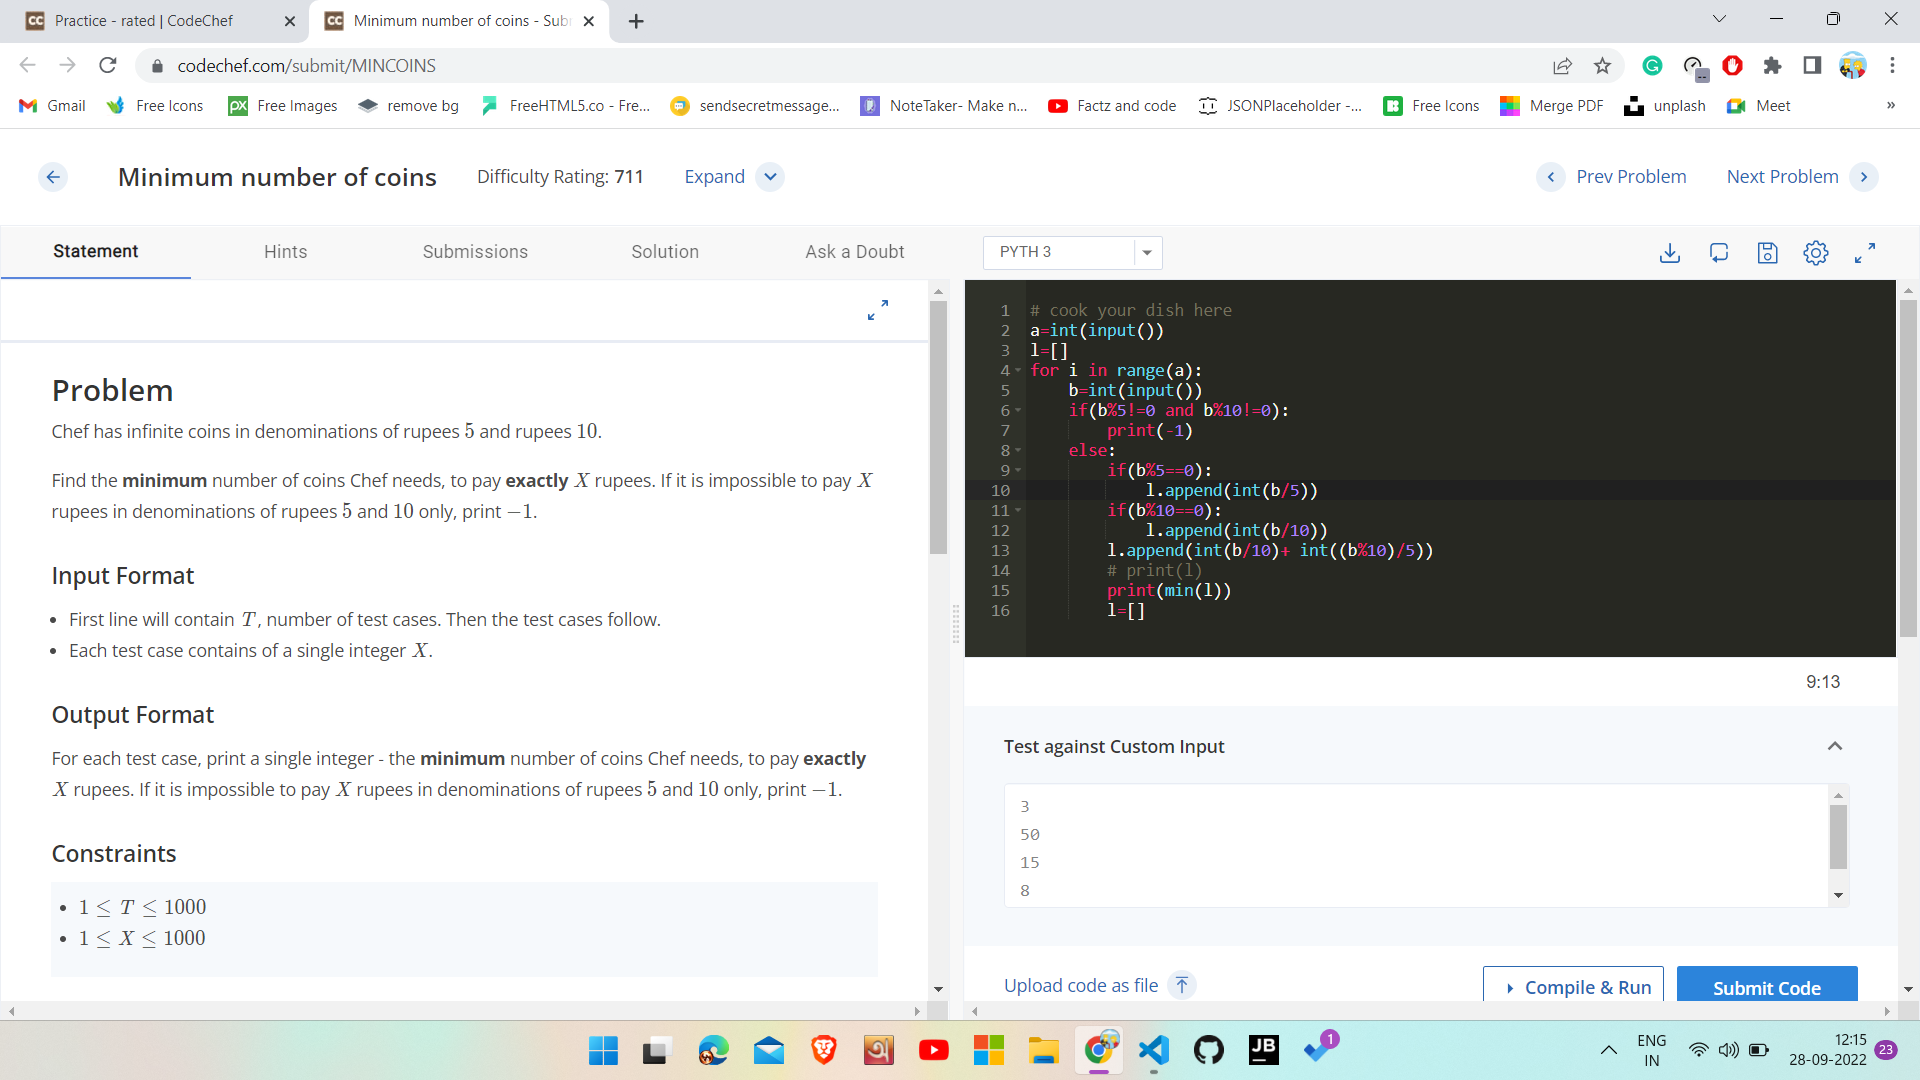 Practice - rated | CodeChef
Minimum number of coins - Sub
codechef.com/submit/MINCOINS
Gmail
Free Icons
Free Images
remove bg
FreeHTML5.co - Fre...
sendsecretmessage...
NoteTaker- Make n...
Factz and code
JSONPlaceholder -...
Free Icons
Merge PDF
unplash
Meet
»
Minimum number of coins
Difficulty Rating: 711
Expand
Prev Problem
Next Problem
Statement
Hints
Submissions
Solution
Ask a Doubt
PYTH 3
Problem
Chef has infinite coins in denominations of rupees 5 and rupees 10.
Find the minimum number of coins Chef needs, to pay exactly X rupees. If it is impossible to pay X
rupees in denominations of rupees 5 and 10 only, print −1.
Input Format
• First line will contain T, number of test cases. Then the test cases follow.
• Each test case contains of a single integer X.
Output Format
For each test case, print a single integer - the minimum number of coins Chef needs, to pay exactly
X rupees. If it is impossible to pay X rupees in denominations of rupees 5 and 10 only, print −1.
Constraints
• 1 ≤ T ≤ 1000
• 1 ≤ X ≤ 1000
1 # cook your dish here
2 a=int(input())
3 l=[]
4 for i in range(a):
5     b=int(input())
6     if(b%5!=0 and b%10!=0):
7         print(-1)
8     else:
9         if(b%5==0):
10             l.append(int(b/5))
11         if(b%10==0):
12             l.append(int(b/10))
13         l.append(int(b/10)+ int((b%10)/5))
14         # print(l)
15         print(min(l))
16         l=[]
9:13
Test against Custom Input
3
50
15
8
Upload code as file
Compile & Run
Submit Code
JB
1
ENG
IN
12:15
28-09-2022
23